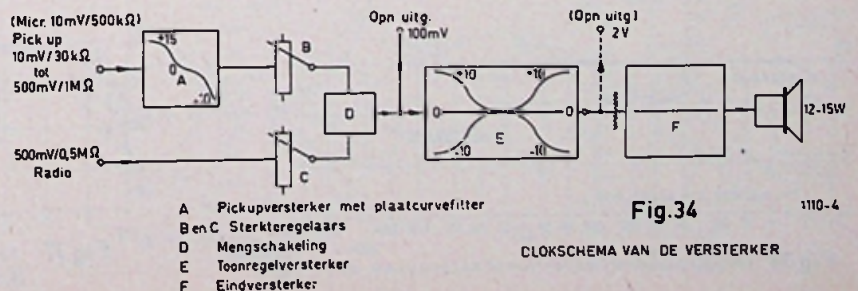 (Micr. 10mV/500kΩ)
Pick up
10mV/30kΩ
tot
500mV/1MΩ
+15
0
A
B
Opn uitg.
100mV
(Opn uitg)
2V
D
+10
+10
0
0
-10
-10
E
F
12-15W
500mV/0,5MΩ
Radio
C
A Pickupversterker met plaatcurvefilter
B en C Sterkteregelaars
D Mengschakeling
E Toonregelversterker
F Eindversterker
Fig.34
1110-4
CLOKSCHEMA VAN DE VERSTERKER